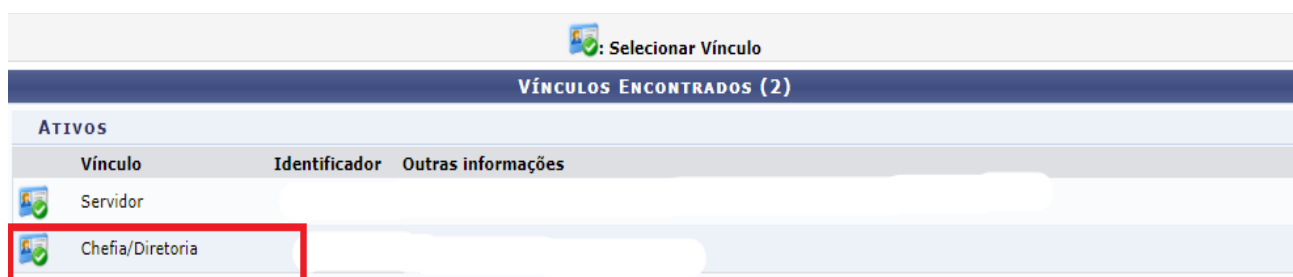 : Selecionar Vínculo
VÍNCULOS ENCONTRADOS (2)
ATIVOS
Vínculo Identificador Outras informações
Servidor
Chefia/Diretoria